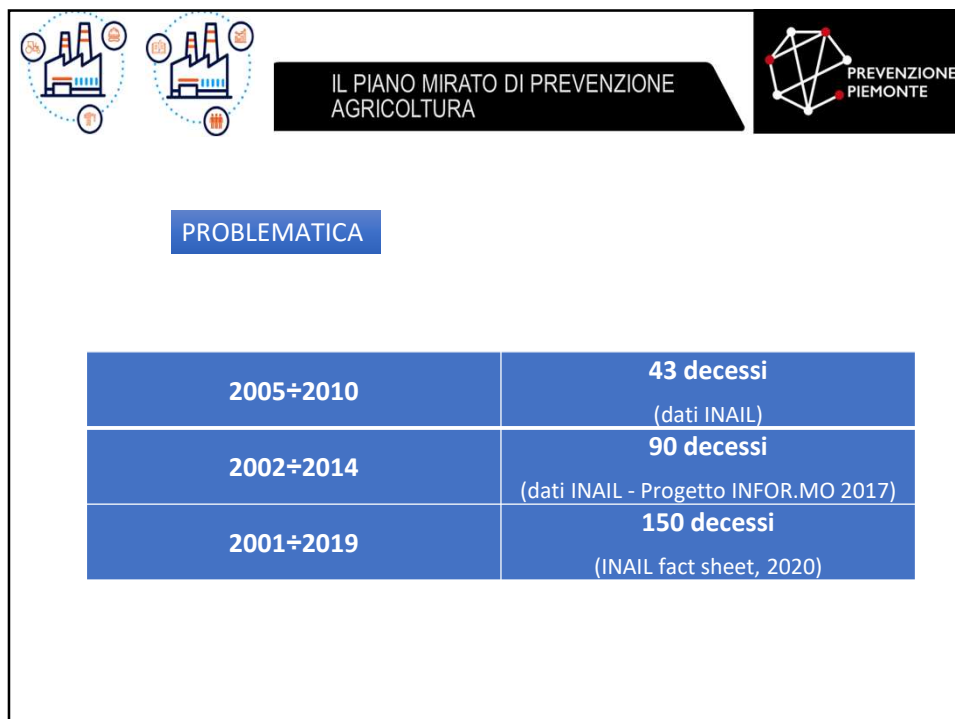 IL PIANO MIRATO DI PREVENZIONE
AGRICOLTURA
PREVENZIONE
PIEMONTE
PROBLEMATICA
2005÷2010
43 decessi
(dati INAIL)
2002÷2014
90 decessi
(dati INAIL - Progetto INFOR.MO 2017)
2001÷2019
150 decessi
(INAIL fact sheet, 2020)